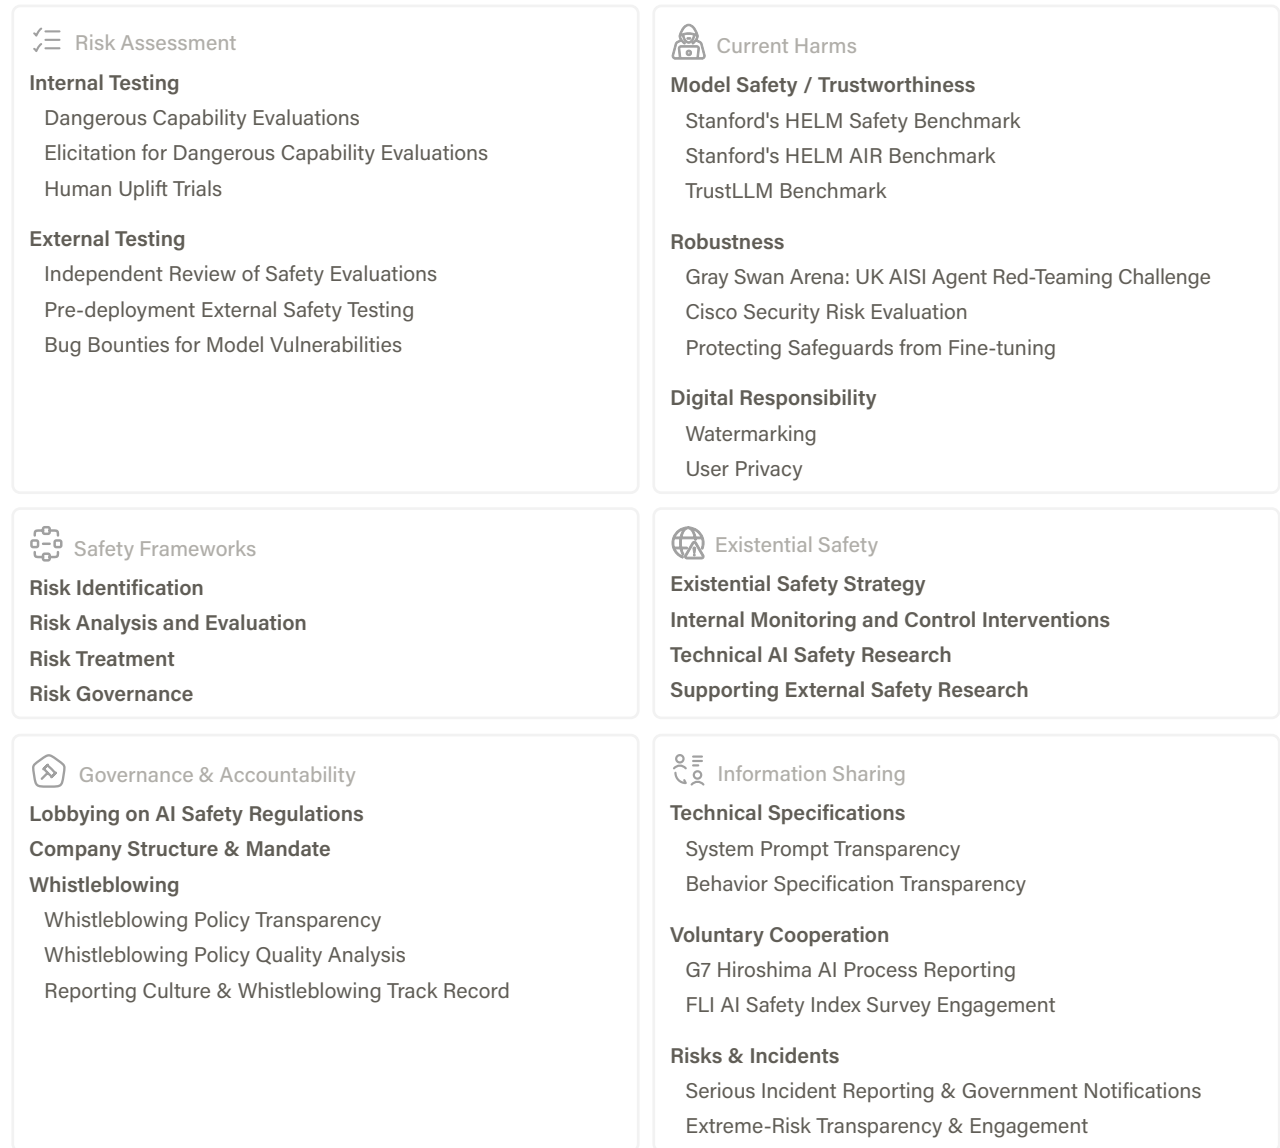 Risk Assessment
Internal Testing
Dangerous Capability Evaluations
Elicitation for Dangerous Capability Evaluations
Human Uplift Trials
External Testing
Independent Review of Safety Evaluations
Pre-deployment External Safety Testing
Bug Bounties for Model Vulnerabilities
Current Harms
Model Safety / Trustworthiness
Stanford's HELM Safety Benchmark
Stanford's HELM AIR Benchmark
TrustLLM Benchmark
Robustness
Gray Swan Arena: UK AISI Agent Red-Teaming Challenge
Cisco Security Risk Evaluation
Protecting Safeguards from Fine-tuning
Digital Responsibility
Watermarking
User Privacy
Safety Frameworks
Risk Identification
Risk Analysis and Evaluation
Risk Treatment
Risk Governance
Existential Safety
Existential Safety Strategy
Internal Monitoring and Control Interventions
Technical AI Safety Research
Supporting External Safety Research
Governance & Accountability
Lobbying on AI Safety Regulations
Company Structure & Mandate
Whistleblowing
Whistleblowing Policy Transparency
Whistleblowing Policy Quality Analysis
Reporting Culture & Whistleblowing Track Record
Information Sharing
Technical Specifications
System Prompt Transparency
Behavior Specification Transparency
Voluntary Cooperation
G7 Hiroshima AI Process Reporting
FLI AI Safety Index Survey Engagement
Risks & Incidents
Serious Incident Reporting & Government Notifications
Extreme-Risk Transparency & Engagement